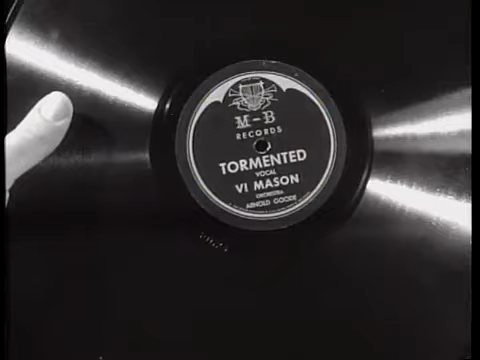 M-B
RECORDS
TORMENTED
VOCAL
VI MASON
ORCHESTRA
ARNOLD GOODE